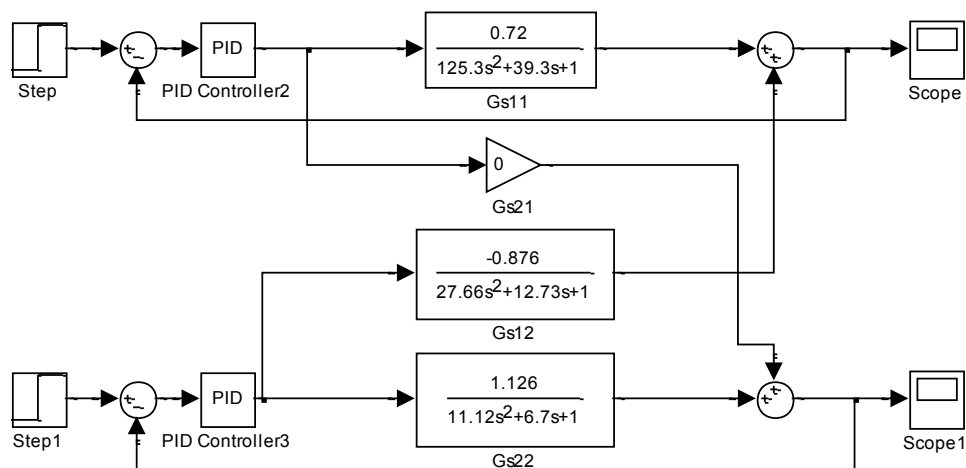 0.72
125.3s2+39.3s+1
PID
Step
PID Controller2
Gs11
Scope
0
Gs21
-0.876
27.66s2+12.73s+1
Gs12
1.126
11.12s2+6.7s+1
PID
Step1
PID Controller3
Gs22
Scope1